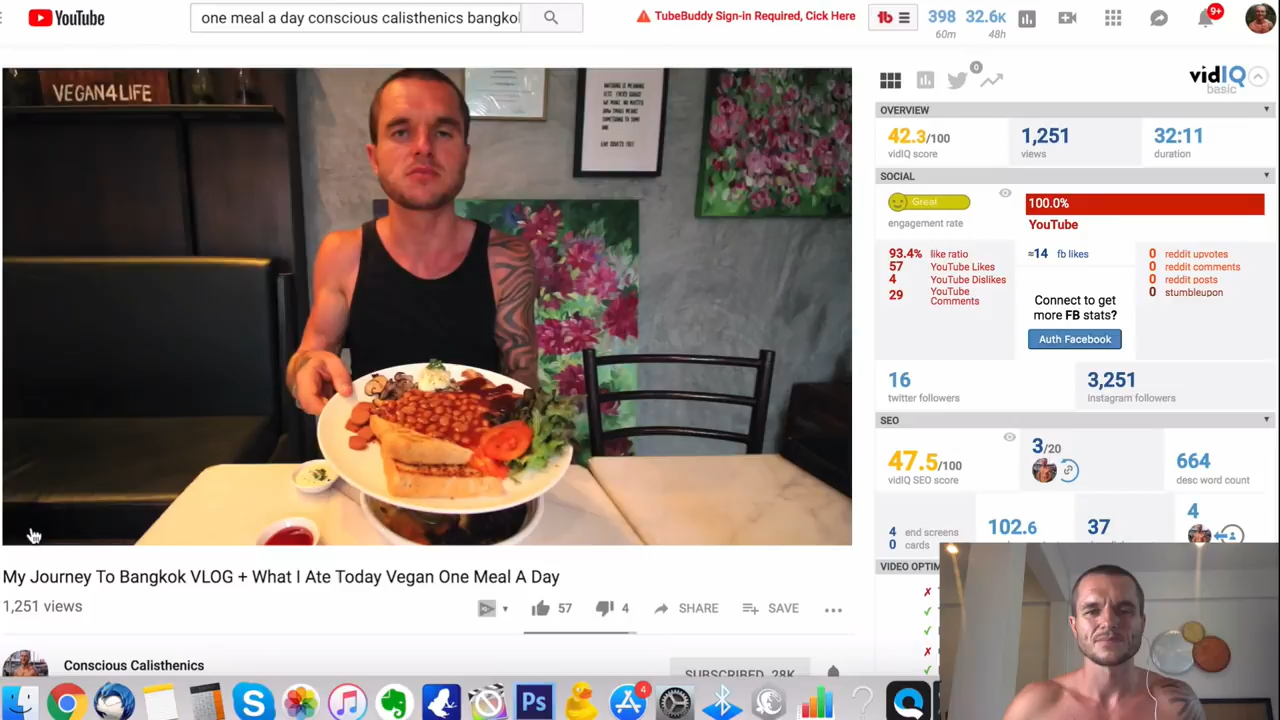 YouTube
one meal a day conscious calisthenics bangkol
TubeBuddy Sign-in Required, Click Here
tb
398
60m
32.6K
48h
9+
VEGAN4LIFE
0
vidIQ
basic
OVERVIEW
42.3/100
vidIQ score
1,251
views
32:11
duration
SOCIAL
Great
engagement rate
100.0%
YouTube
93.4% like ratio
57 YouTube Likes
4 YouTube Dislikes
29 YouTube Comments
≈14 fb likes
Connect to get
more FB stats?
Auth Facebook
0 reddit upvotes
0 reddit comments
0 reddit posts
0 stumbleupon
16
twitter followers
3,251
instagram followers
SEO
47.5/100
vidIQ SEO score
3/20
664
desc word count
4 end screens
0 cards
102.6
37
4
VIDEO OPTIM
My Journey To Bangkok VLOG + What I Ate Today Vegan One Meal A Day
1,251 views
57
4
SHARE
SAVE
Conscious Calisthenics
SUBSCRIBED 28K
Ps
4